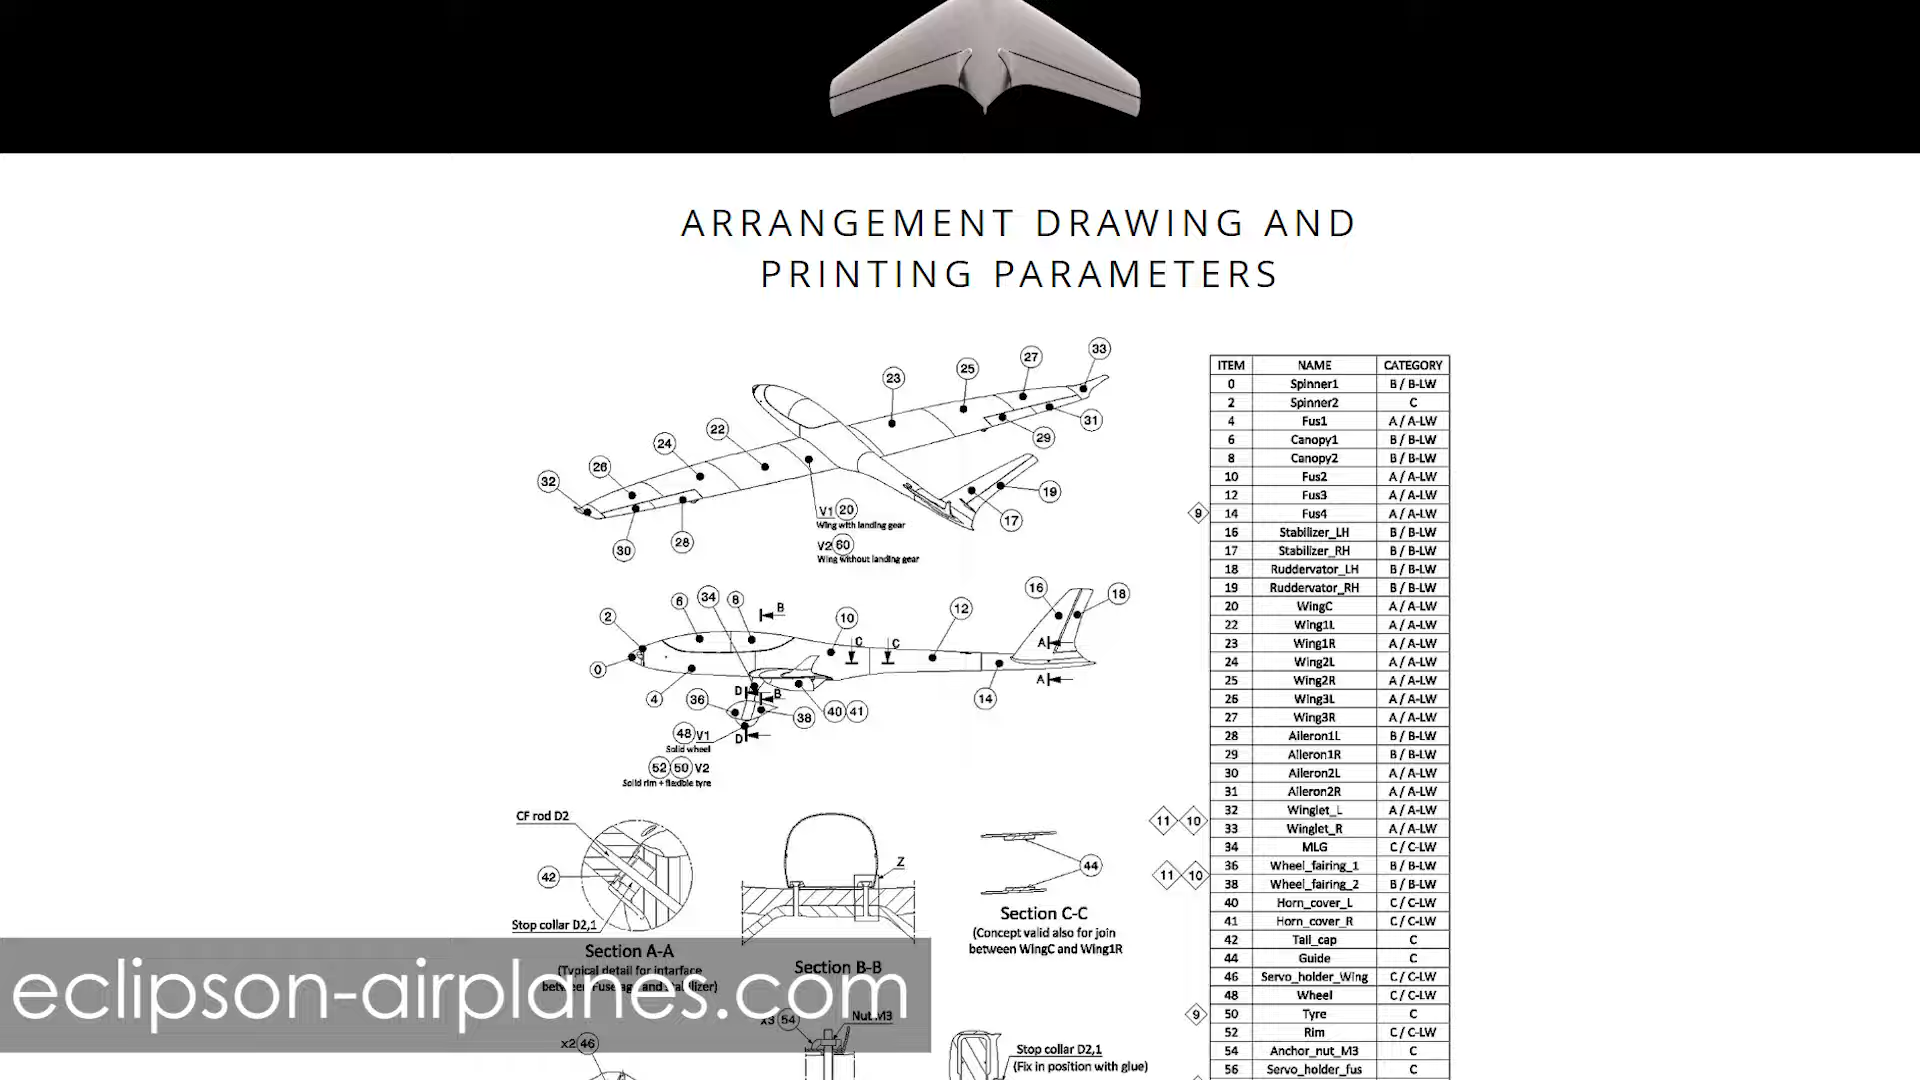 ARRANGEMENT DRAWING AND
PRINTING PARAMETERS
33
27
25
23
31
22
29
24
26
32
19
V1 20
Wing with landing gear
17
28
30
V2 60
Wing without landing gear
16
18
34
6
8
B
12
2
10
C C
A
0
A
4
14
D B
36
40 41
38
48 V1
Solid wheel
D
52 50 V2
Solid rim + flexible tyre
CF rod D2
Z
44
42
Stop collar D2,1
Section A-A
(Typical detail for interface
Section B-B
Section C-C
(Concept valid also for join
between WingC and Wing1R
eclipson-airplanes.com
x3 54
Nut M3
x2 46
Stop collar D2,1
(Fix in position with glue)
9
11 10
11 10
9
ITEM NAME CATEGORY
0 Spinner1 B / B-LW
2 Spinner2 C
4 Fus1 A / A-LW
6 Canopy1 B / B-LW
8 Canopy2 B / B-LW
10 Fus2 A / A-LW
12 Fus3 A / A-LW
14 Fus4 A / A-LW
16 Stabilizer_LH B / B-LW
17 Stabilizer_RH B / B-LW
18 Ruddervator_LH B / B-LW
19 Ruddervator_RH B / B-LW
20 WingC A / A-LW
22 Wing1L A / A-LW
23 Wing1R A / A-LW
24 Wing2L A / A-LW
25 Wing2R A / A-LW
26 Wing3L A / A-LW
27 Wing3R A / A-LW
28 Aileron1L B / B-LW
29 Aileron1R B / B-LW
30 Aileron2L A / A-LW
31 Aileron2R A / A-LW
32 Winglet_L A / A-LW
33 Winglet_R A / A-LW
34 MLG C / C-LW
36 Wheel_fairing_1 B / B-LW
38 Wheel_fairing_2 B / B-LW
40 Horn_cover_L C / C-LW
41 Horn_cover_R C / C-LW
42 Tail_cap C
44 Guide C
46 Servo_holder_Wing C / C-LW
48 Wheel C / C-LW
50 Tyre C
52 Rim C / C-LW
54 Anchor_nut_M3 C
56 Servo_holder_fus C